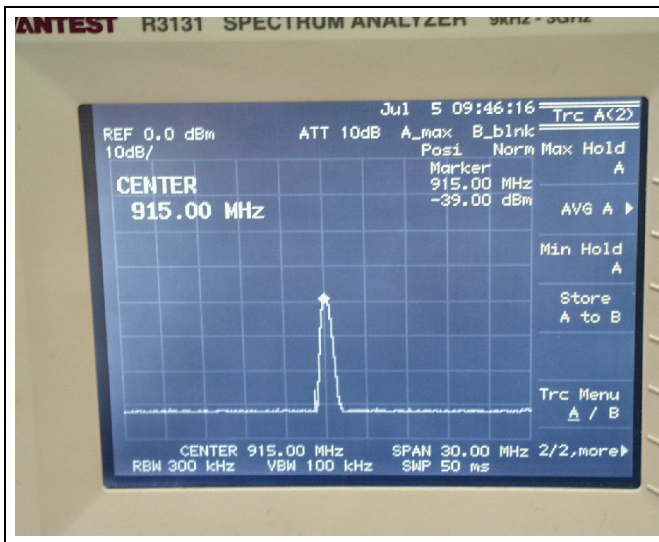 VANTEST R3131 SPECTRUM ANALYZER 9kHz - 3GHz
Jul 5 09:46:16
Trc A(2)
REF 0.0 dBm ATT 10dB A_max B_blnk
10dB/ Posi Norm
Max Hold
A
Marker
915.00 MHz
-39.00 dBm
CENTER
915.00 MHz
AVG A
Min Hold
A
Store
A to B
Trc Menu
A / B
CENTER 915.00 MHz SPAN 30.00 MHz
2/2,more
RBW 300 kHz VBW 100 kHz SWP 50 ms